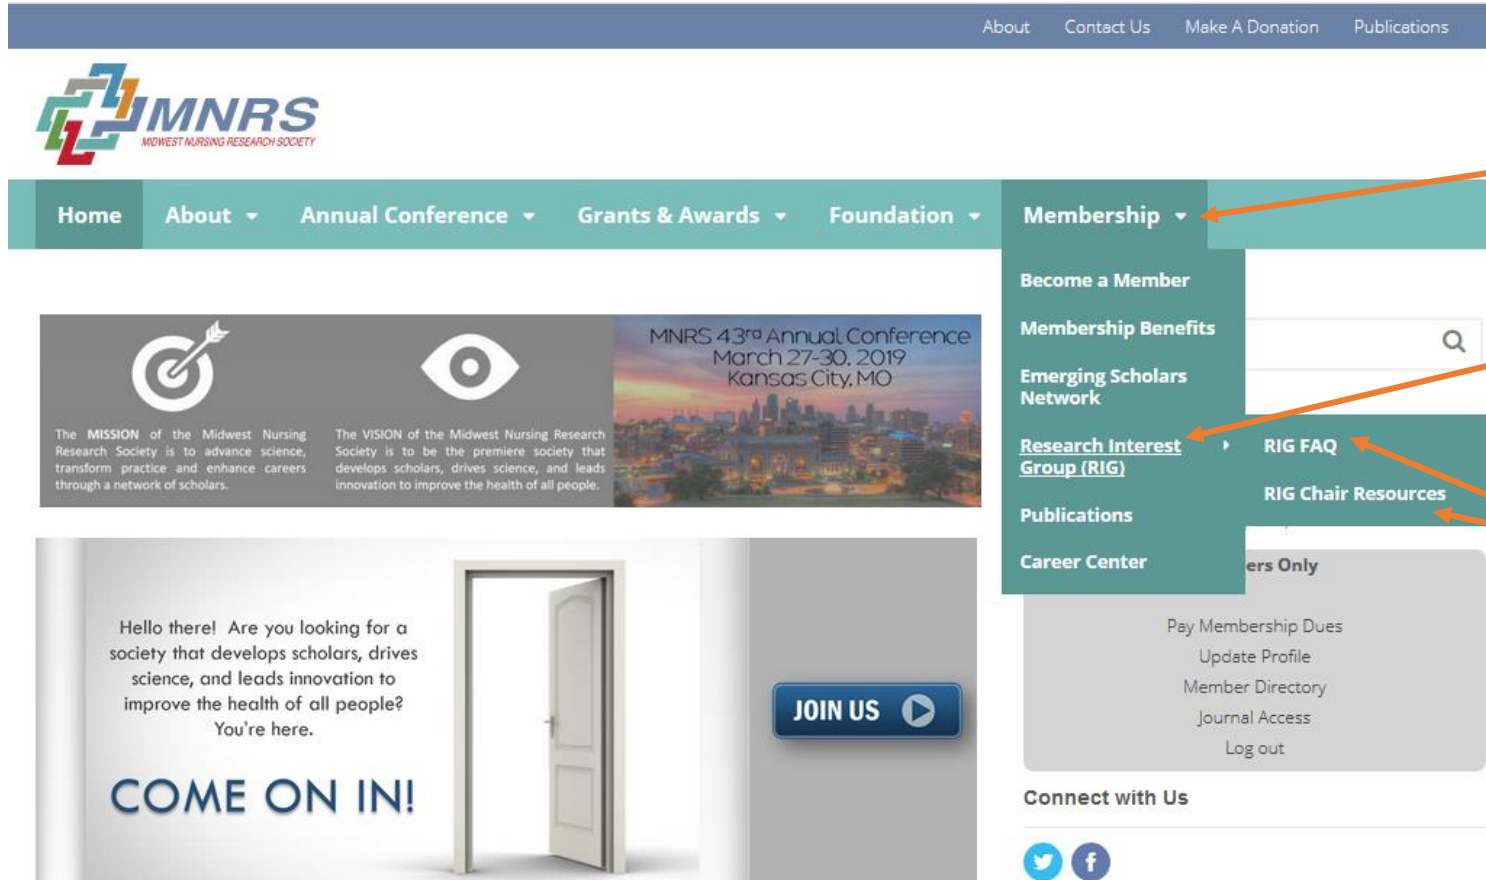 About Contact Us Make A Donation Publications
MNRS
MIDWEST NURSING RESEARCH SOCIETY
Home About Annual Conference Grants & Awards Foundation Membership
Become a Member
Membership Benefits
Emerging Scholars
Network
Research Interest
Group (RIG)
Publications
Career Center
RIG FAQ
RIG Chair Resources
The MISSION of the Midwest Nursing
Research Society is to advance science,
transform practice and enhance careers
through a network of scholars.
The VISION of the Midwest Nursing Research
Society is to be the premiere society that
develops scholars, drives science, and leads
innovation to improve the health of all people.
MNRS 43rd Annual Conference
March 27-30, 2019
Kansas City, MO
Hello there! Are you looking for a
society that develops scholars, drives
science, and leads innovation to
improve the health of all people?
You're here.
COME ON IN!
JOIN US
ers Only
Pay Membership Dues
Update Profile
Member Directory
Journal Access
Log out
Connect with Us